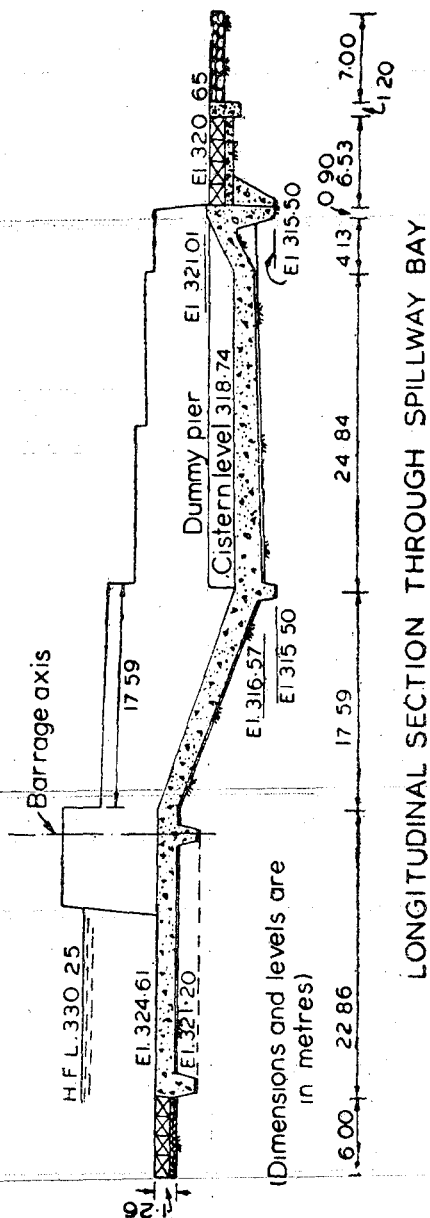 H.F.L. 330.25
Barrage axis
17.59
El. 324.61
El. 321.20
1.20
Dummy pier
Cistern level 318.74
El. 321.01
El. 320.65
El. 316.57
El 315.50
El 315.50
(Dimensions and levels are
in metres)
6.00
22.86
17.59
24.84
4.13
0.90
6.53
1.20
7.00
LONGITUDINAL SECTION THROUGH SPILLWAY BAY